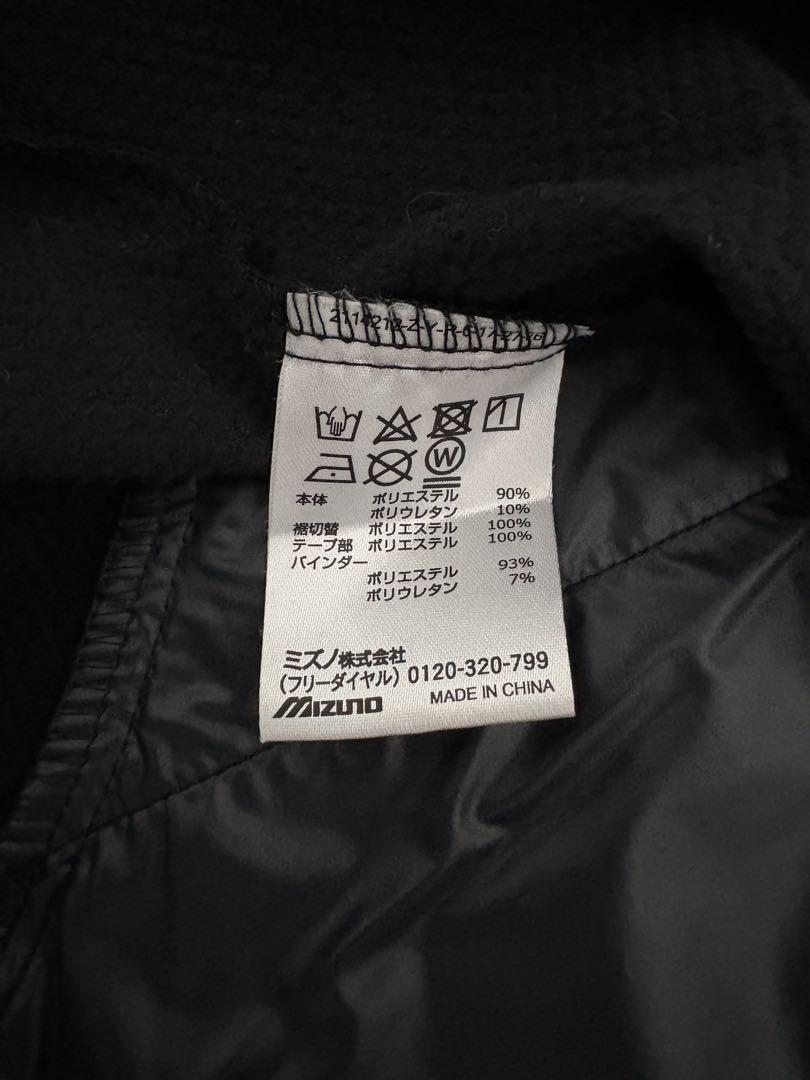 W
本体 ポリエステル 90%
ポリウレタン 10%
裾切替 ポリエステル 100%
テープ部 ポリエステル 100%
バインダー
ポリエステル 93%
ポリウレタン 7%
ミズノ株式会社
(フリーダイヤル) 0120-320-799
MIZUNO MADE IN CHINA